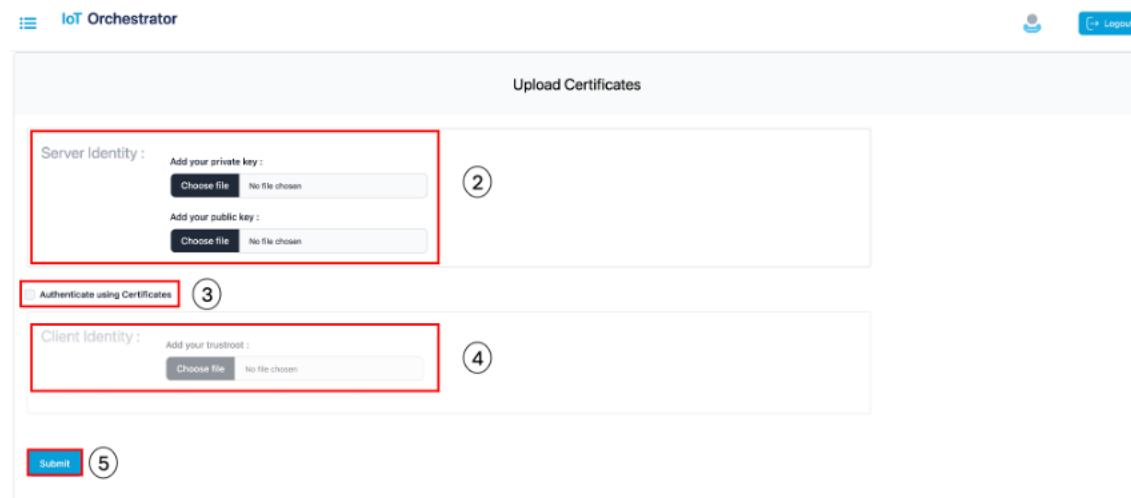 IoT Orchestrator
Logout
Upload Certificates
Server Identity :
Add your private key :
Choose file No file chosen
2
Add your public key :
Choose file No file chosen
Authenticate using Certificates
3
Client Identity :
Add your trustroot :
Choose file No file chosen
4
Submit
5